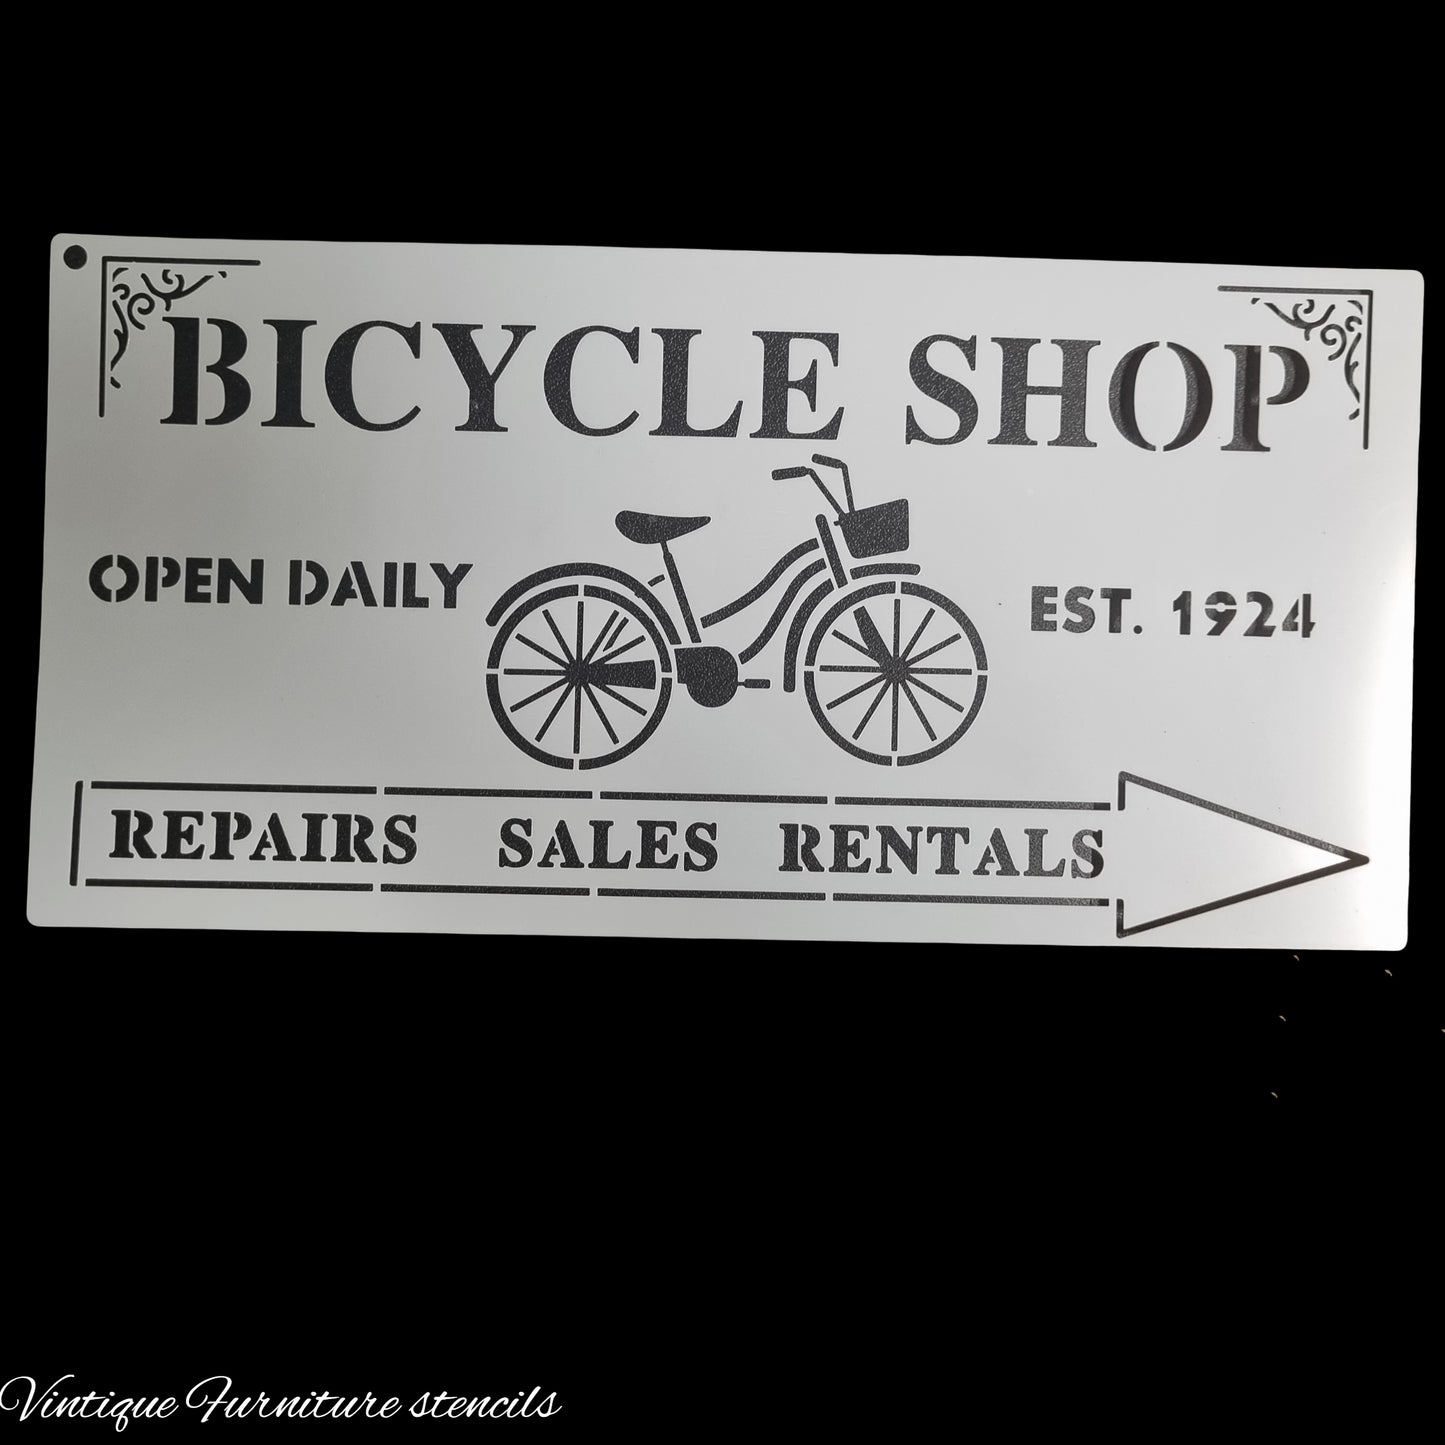 BICYCLE SHOP
OPEN DAILY
EST. 1924
REPAIRS SALES RENTALS
Vintique Furniture stencils